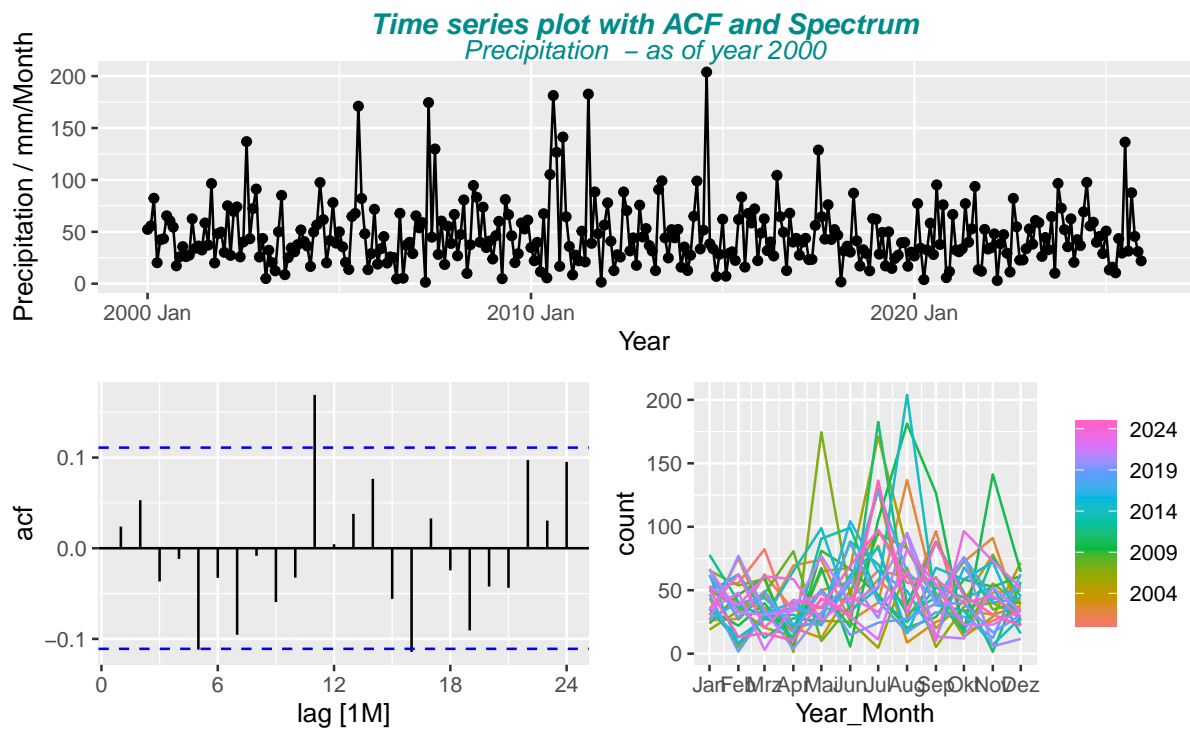 Time series plot with ACF and Spectrum
Precipitation – as of year 2000
Precipitation / mm/Month
200
150
100
50
0
2000 Jan
2010 Jan
2020 Jan
Year
acf
0.1
0.0
−0.1
0
6
12
18
24
lag [1M]
count
200
150
100
50
0
Jan
Feb
Mrz
Apr
Mai
Jun
Jul
Aug
Sep
Okt
Nov
Dez
Year_Month
2024
2019
2014
2009
2004